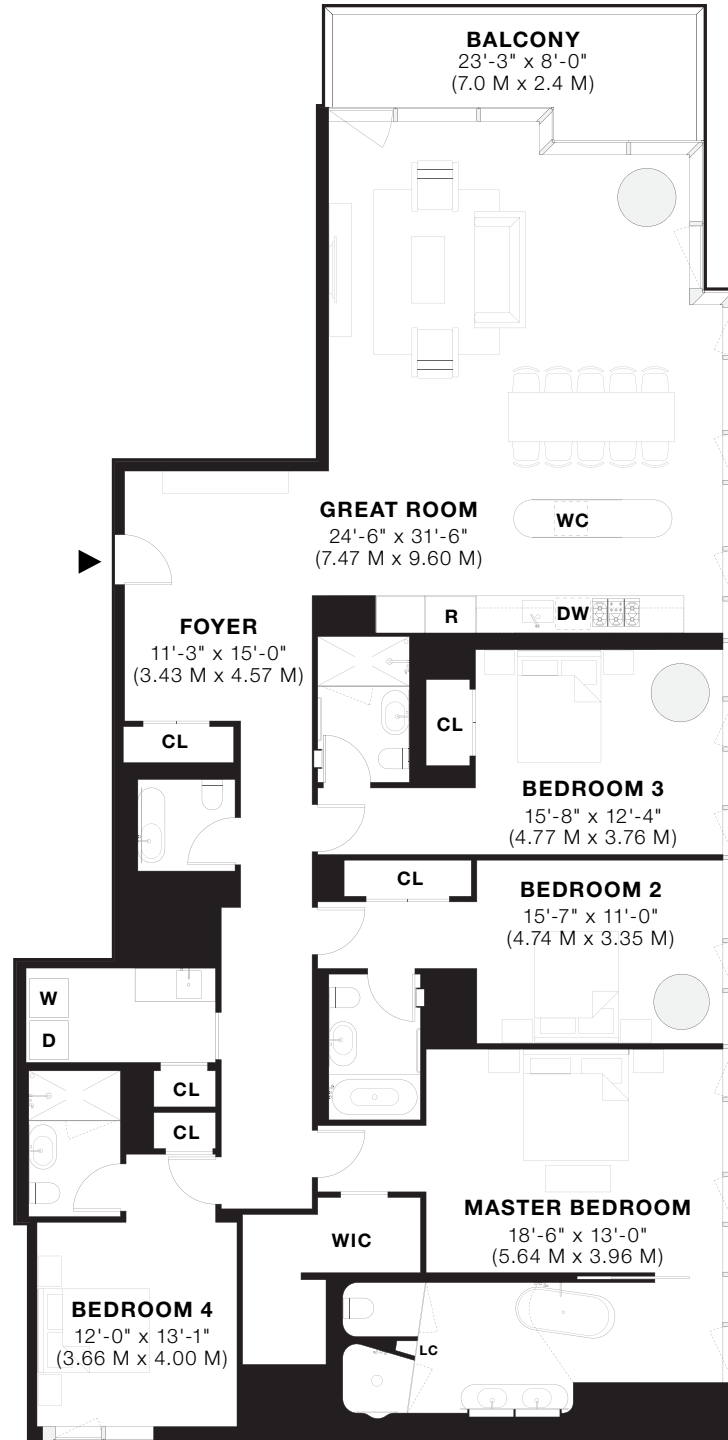 BALCONY
23'-3" x 8'-0"
(7.0 M x 2.4 M)
GREAT ROOM
24'-6" x 31'-6"
(7.47 M x 9.60 M)
WC
R
DW
FOYER
11'-3" x 15'-0"
(3.43 M x 4.57 M)
CL
CL
BEDROOM 3
15'-8" x 12'-4"
(4.77 M x 3.76 M)
CL
BEDROOM 2
15'-7" x 11'-0"
(4.74 M x 3.35 M)
W
D
CL
CL
MASTER BEDROOM
18'-6" x 13'-0"
(5.64 M x 3.96 M)
WIC
BEDROOM 4
12'-0" x 13'-1"
(3.66 M x 4.00 M)
LC